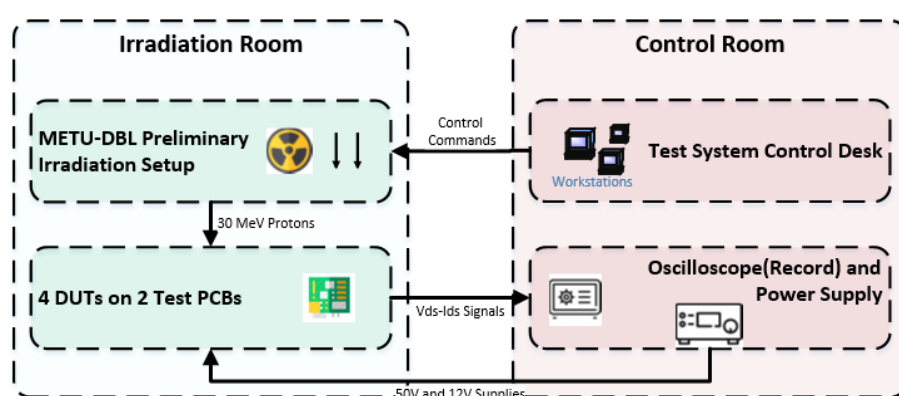 Irradiation Room
Control Room
METU-DBL Preliminary
Irradiation Setup
Control
Commands
Test System Control Desk
Workstations
30 MeV Protons
4 DUTs on 2 Test PCBs
Vds-Ids Signals
Oscilloscope(Record) and
Power Supply
50V and 12V Supplies